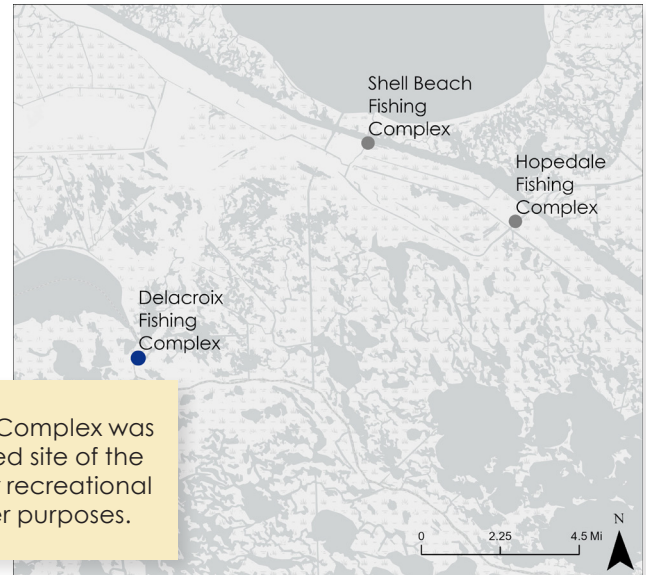 Shell Beach
Fishing
Complex
Hopedale
Fishing
Complex
Delacroix
Fishing
Complex
Complex was
ed site of the
r recreational
er purposes.
0 2.25 4.5 Mi
N